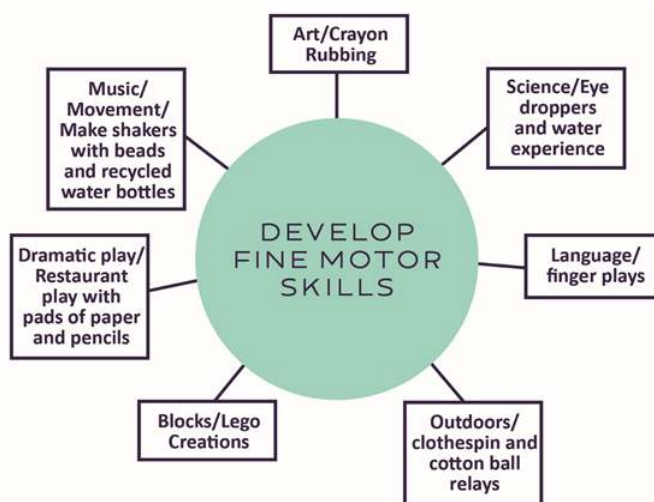 Art/Crayon
Rubbing
Music/
Movement/
Make shakers
with beads
and recycled
water bottles
Science/Eye
droppers
and water
experience
DEVELOP
FINE MOTOR
SKILLS
Dramatic play/
Restaurant
play with
pads of paper
and pencils
Language/
finger plays
Blocks/Lego
Creations
Outdoors/
clothespin and
cotton ball
relays